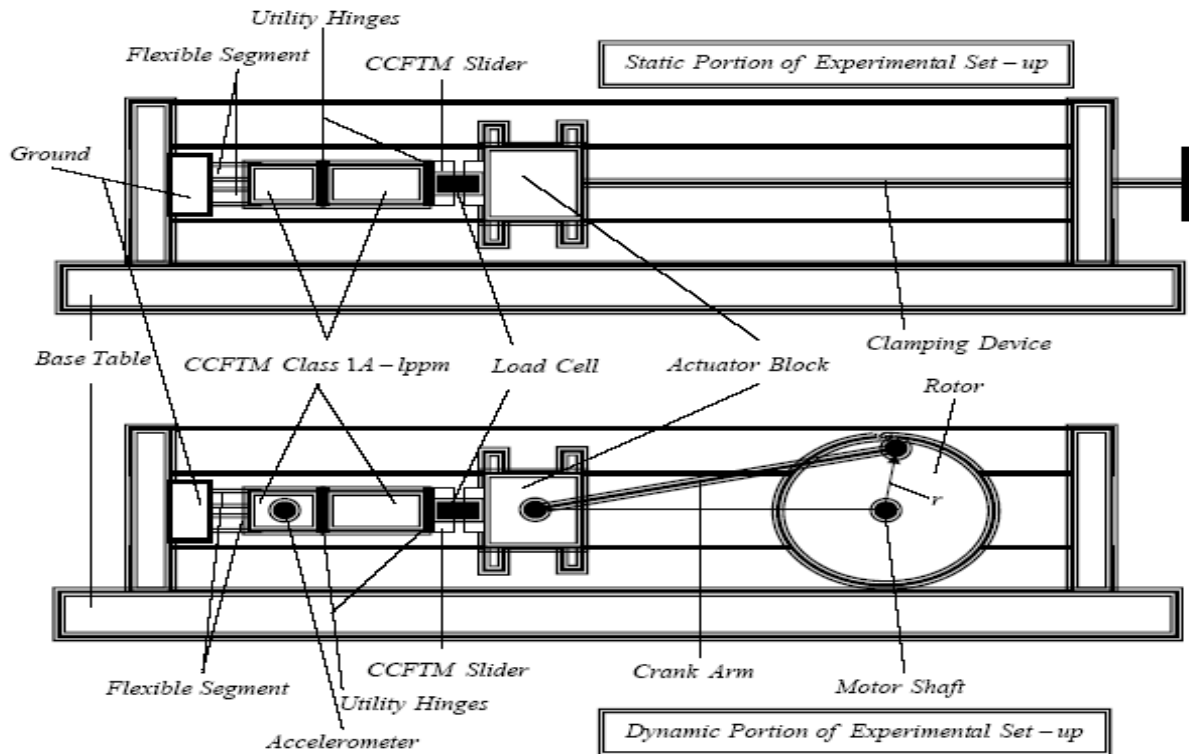 Utility Hinges
Flexible Segment
CCFTM Slider
Static Portion of Experimental Set-up
Ground
Base Table
CCFTM Class 1A-lppm
Load Cell
Actuator Block
Clamping Device
Rotor
r
CCFTM Slider
Crank Arm
Flexible Segment
Utility Hinges
Motor Shaft
Accelerometer
Dynamic Portion of Experimental Set-up